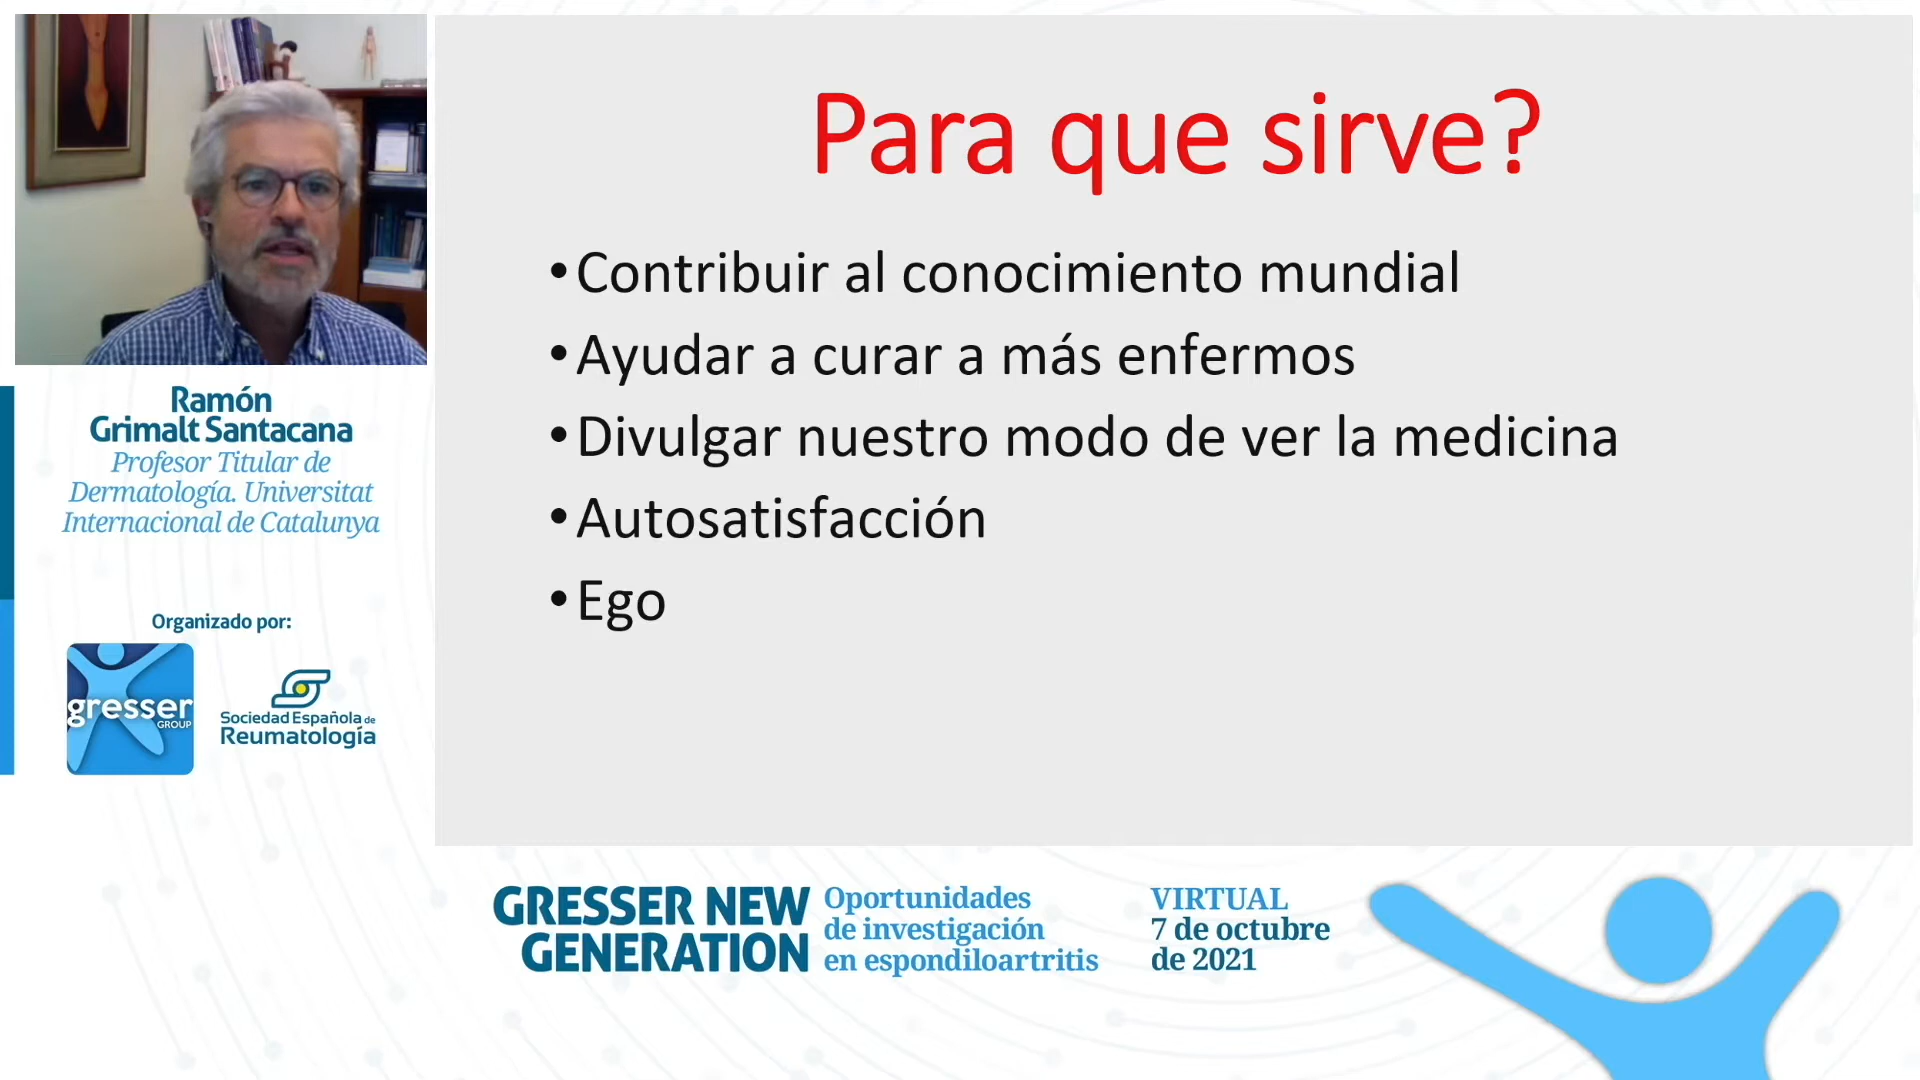 Para que sirve?
•Contribuir al conocimiento mundial
•Ayudar a curar a más enfermos
•Divulgar nuestro modo de ver la medicina
•Autosatisfacción
•Ego
Ramón
Grimalt Santacana
Profesor Titular de
Dermatología. Universitat
Internacional de Catalunya
Organizado por:
gresser
GROUP
Sociedad Española de
Reumatología
GRESSER NEW
GENERATION
Oportunidades
de investigación
en espondiloartritis
VIRTUAL
7 de octubre
de 2021